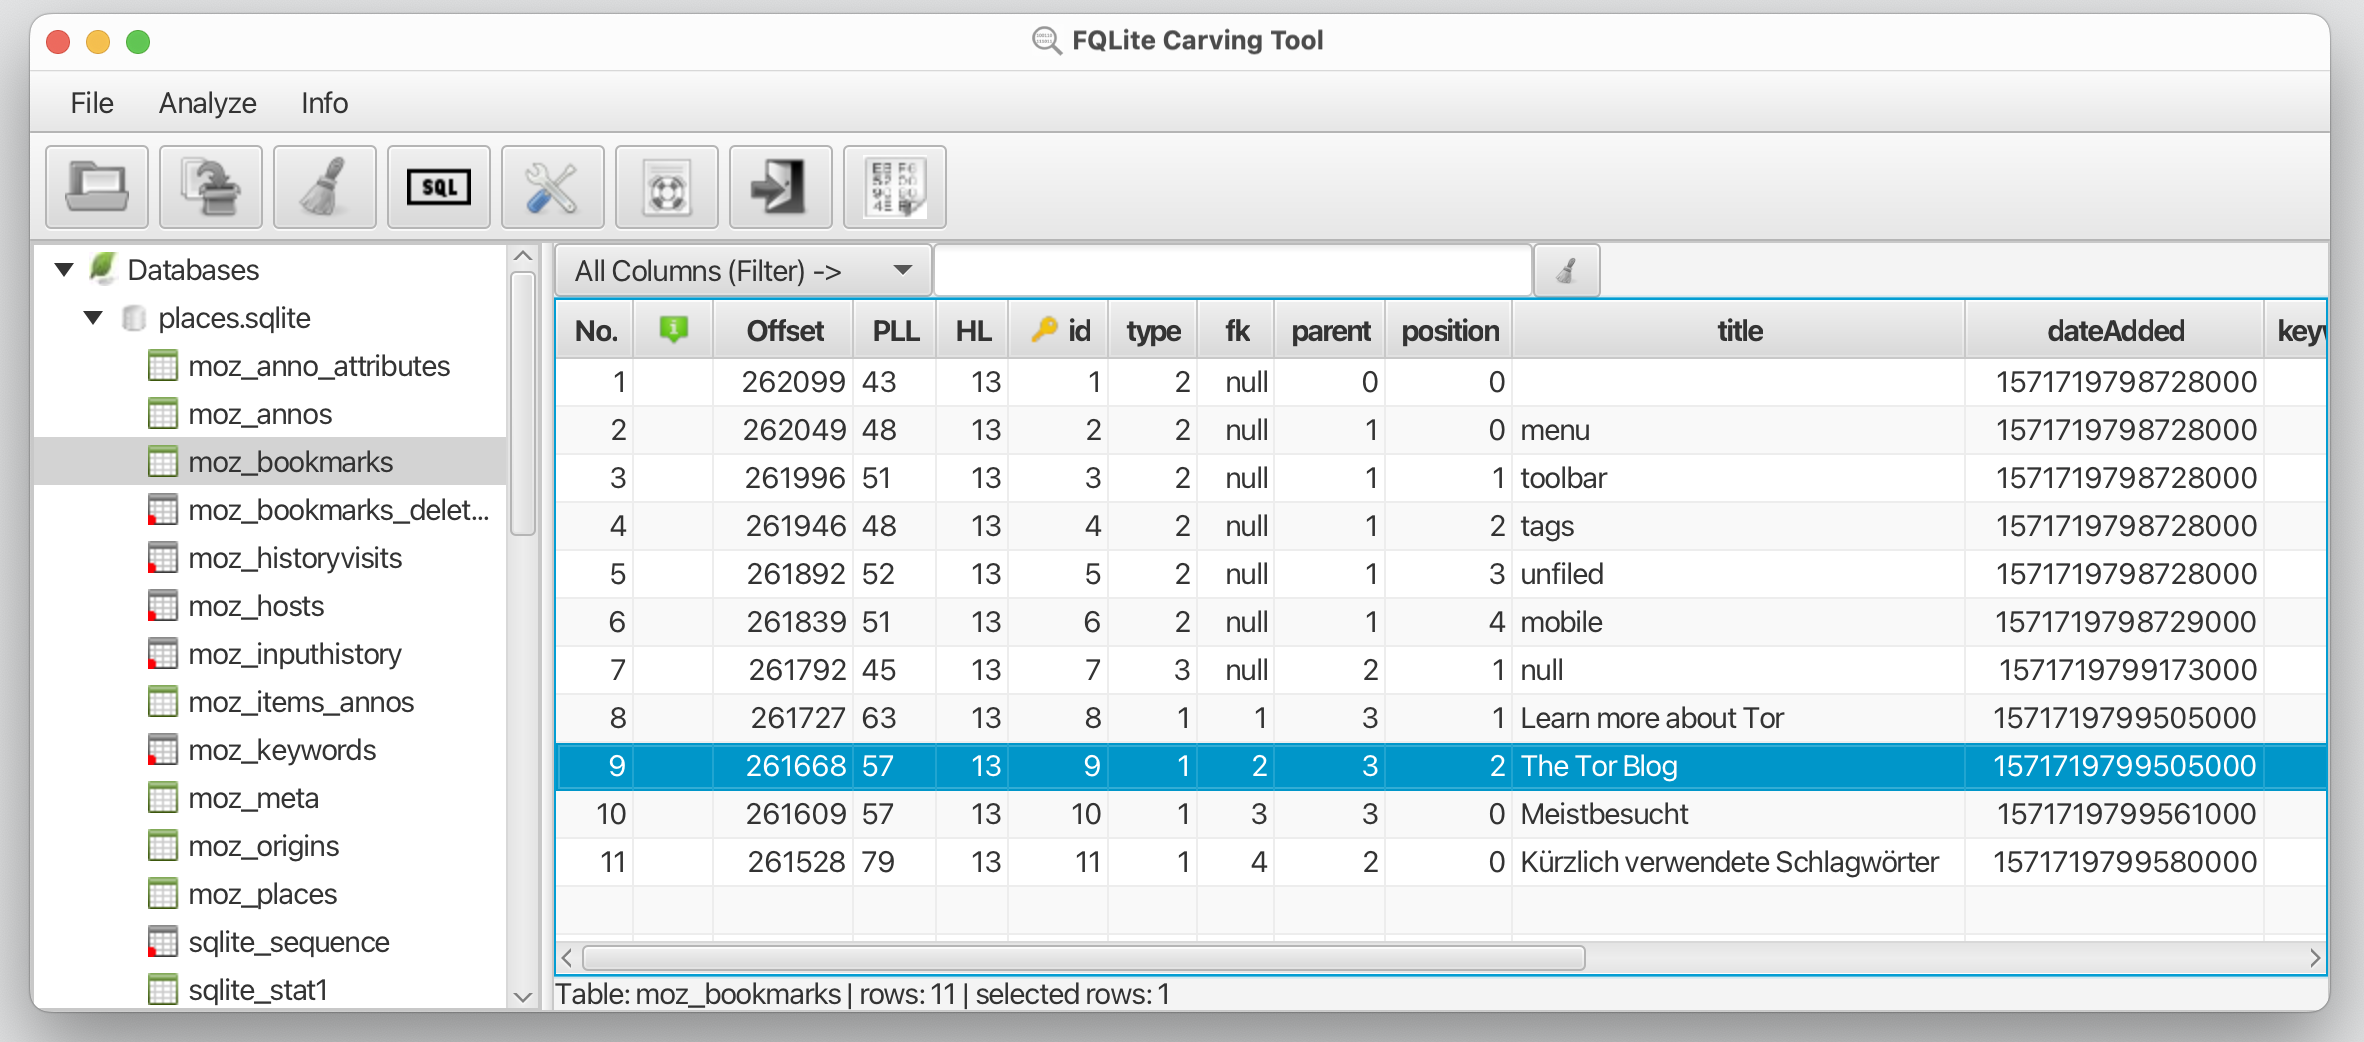 FQLite Carving Tool
File Analyze Info
SQL
Databases
places.sqlite
moz_anno_attributes
moz_annos
moz_bookmarks
moz_bookmarks_delet...
moz_historyvisits
moz_hosts
moz_inputhistory
moz_items_annos
moz_keywords
moz_meta
moz_origins
moz_places
sqlite_sequence
sqlite_stat1
All Columns (Filter) ->
No. Offset PLL HL id type fk parent position title dateAdded keyw
1 262099 43 13 1 2 null 0 0 1571719798728000
2 262049 48 13 2 2 null 1 0 menu 1571719798728000
3 261996 51 13 3 2 null 1 1 toolbar 1571719798728000
4 261946 48 13 4 2 null 1 2 tags 1571719798728000
5 261892 52 13 5 2 null 1 3 unfiled 1571719798728000
6 261839 51 13 6 2 null 1 4 mobile 1571719798729000
7 261792 45 13 7 3 null 2 1 null 1571719799173000
8 261727 63 13 8 1 1 3 1 Learn more about Tor 1571719799505000
9 261668 57 13 9 1 2 3 2 The Tor Blog 1571719799505000
10 261609 57 13 10 1 3 3 0 Meistbesucht 1571719799561000
11 261528 79 13 11 1 4 2 0 Kürzlich verwendete Schlagwörter 1571719799580000
Table: moz_bookmarks | rows: 11 | selected rows: 1